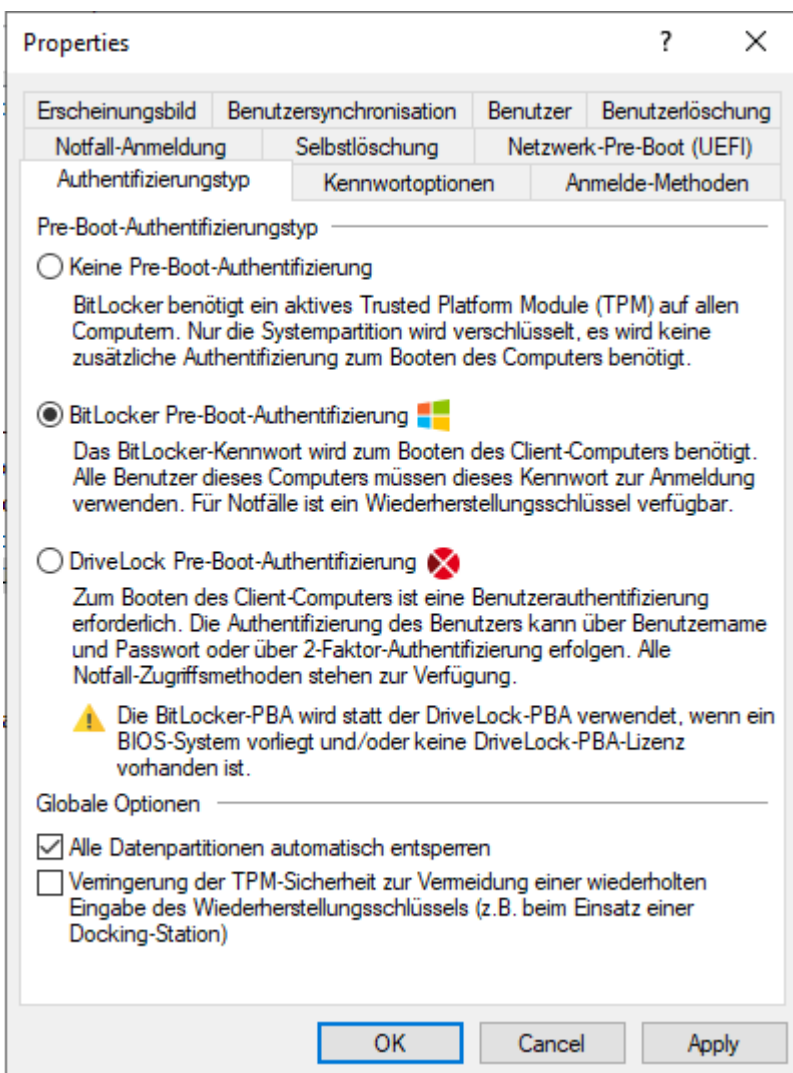 Properties
?
Erscheinungsbild
Benutzersynchronisation
Benutzer
Benutzerlöschung
Notfall-Anmeldung
Selbstlöschung
Netzwerk-Pre-Boot (UEFI)
Authentifizierungstyp
Kennwortoptionen
Anmelde-Methoden
Pre-Boot-Authentifizierungstyp
Keine Pre-Boot-Authentifizierung
BitLocker benötigt ein aktives Trusted Platform Module (TPM) auf allen
Computern. Nur die Systempartition wird verschlüsselt, es wird keine
zusätzliche Authentifizierung zum Booten des Computers benötigt.
BitLocker Pre-Boot-Authentifizierung
Das BitLocker-Kennwort wird zum Booten des Client-Computers benötigt.
Alle Benutzer dieses Computers müssen dieses Kennwort zur Anmeldung
verwenden. Für Notfälle ist ein Wiederherstellungsschlüssel verfügbar.
DriveLock Pre-Boot-Authentifizierung
Zum Booten des Client-Computers ist eine Benutzerauthentifizierung
erforderlich. Die Authentifizierung des Benutzers kann über Benutzername
und Passwort oder über 2-Faktor-Authentifizierung erfolgen. Alle
Notfall-Zugriffsmethoden stehen zur Verfügung.
Die BitLocker-PBA wird statt der DriveLock-PBA verwendet, wenn ein
BIOS-System vorliegt und/oder keine DriveLock-PBA-Lizenz
vorhanden ist.
Globale Optionen
Alle Datenpartitionen automatisch entsperren
Verringerung der TPM-Sicherheit zur Vermeidung einer wiederholten
Eingabe des Wiederherstellungsschlüssels (z.B. beim Einsatz einer
Docking-Station)
OK
Cancel
Apply